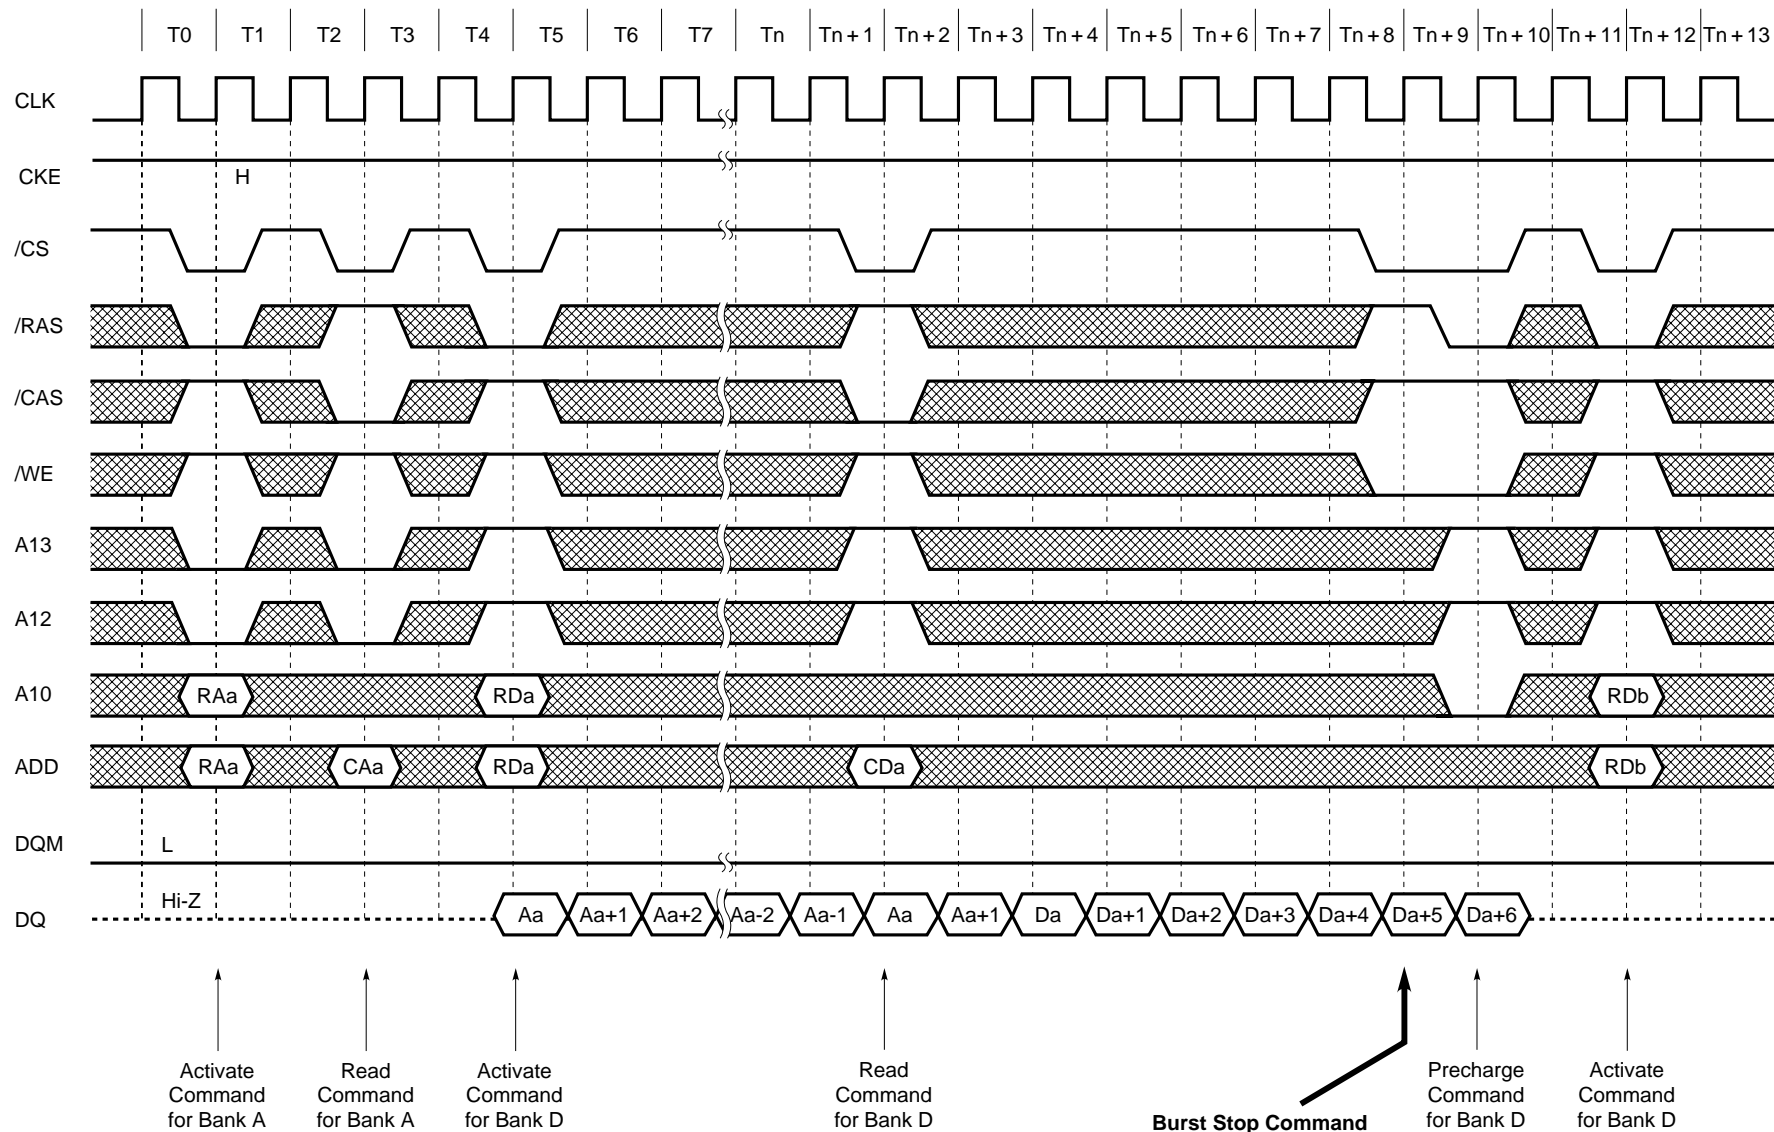 T0 T1 T2 T3 T4 T5 T6 T7 Tn Tn + 1 Tn + 2 Tn + 3 Tn + 4 Tn + 5 Tn + 6 Tn + 7 Tn + 8 Tn + 9 Tn + 10 Tn + 11 Tn + 12 Tn + 13
CLK
CKE H
/CS
/RAS
/CAS
/WE
A13
A12
A10 RAa RDa RDb
ADD RAa CAa RDa CDa RDb
DQM L
Hi-Z
DQ Aa Aa+1 Aa+2 Aa-2 Aa-1 Aa Aa+1 Da Da+1 Da+2 Da+3 Da+4 Da+5 Da+6
Activate
Command
for Bank A
Read
Command
for Bank A
Activate
Command
for Bank D
Read
Command
for Bank D
Burst Stop Command
Precharge
Command
for Bank D
Activate
Command
for Bank D